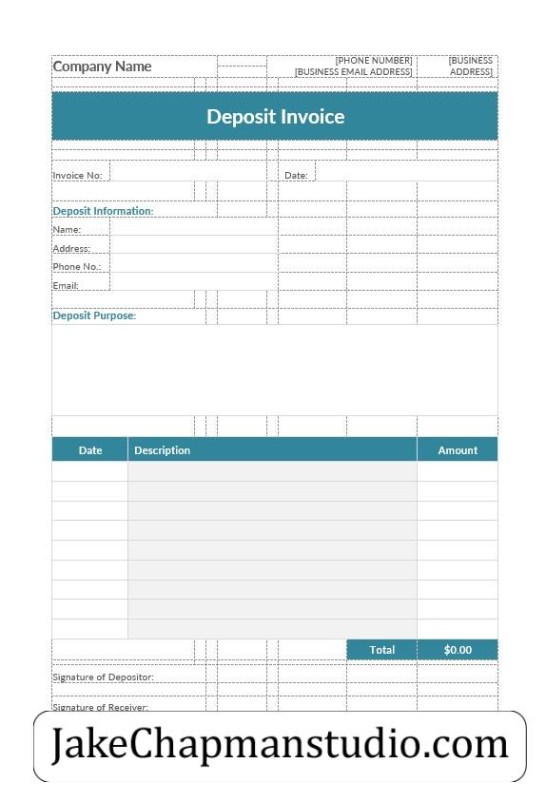 Company Name
[PHONE NUMBER]
[BUSINESS EMAIL ADDRESS]
[BUSINESS
ADDRESS]
Deposit Invoice
Invoice No:
Date:
Deposit Information:
Name:
Address:
Phone No.:
Email:
Deposit Purpose:
Date Description Amount
Total $0.00
Signature of Depositor:
Signature of Receiver:
JakeChapmanstudio.com